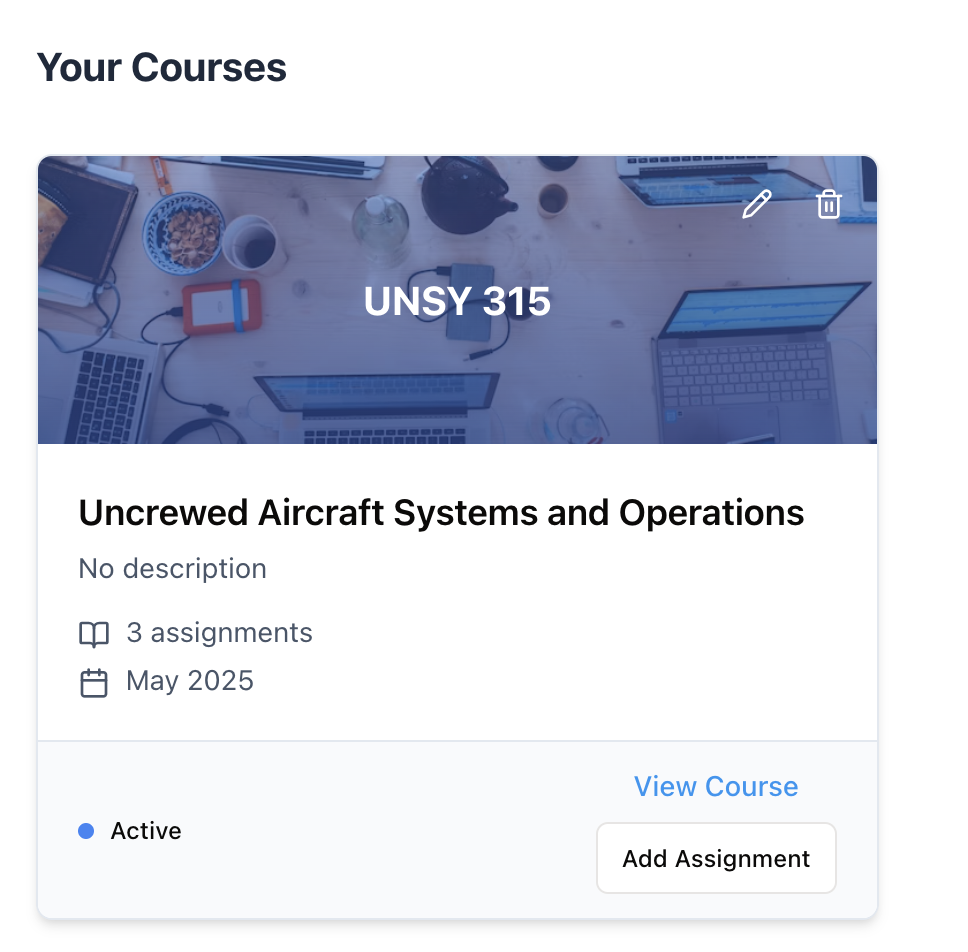 Your Courses
UNSY 315
Uncrewed Aircraft Systems and Operations
No description
3 assignments
May 2025
View Course
Active
Add Assignment